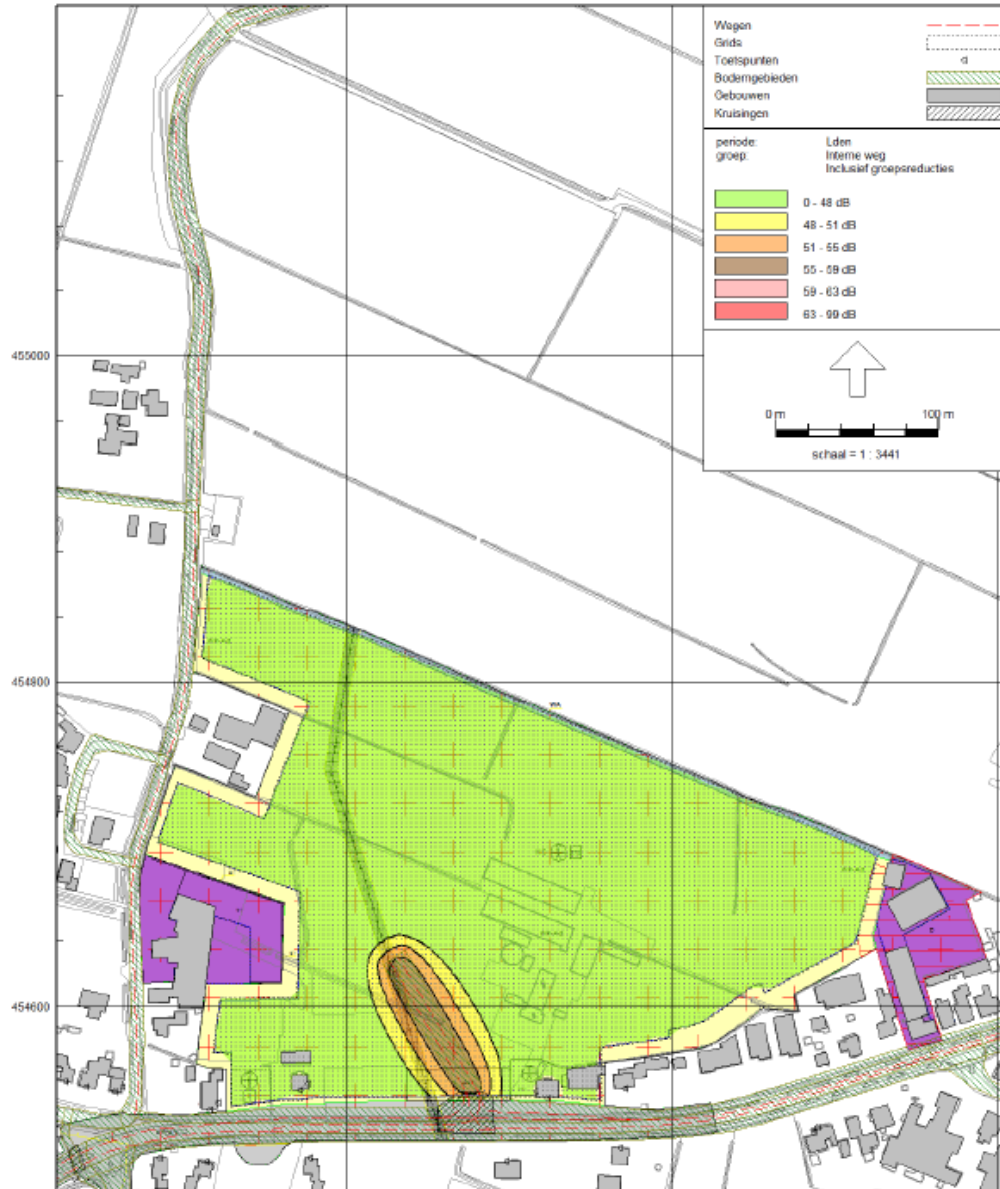 Wegen
Grids
Toetspunten
Bodemgebieden
Gebouwen
Kruisingen
periode: Lden
groep: Interne weg
Inclusief groepsreducties
0 - 48 dB
48 - 51 dB
51 - 55 dB
55 - 59 dB
59 - 63 dB
63 - 99 dB
0 m 100 m
schaal = 1 : 3441
455000
454800
454600